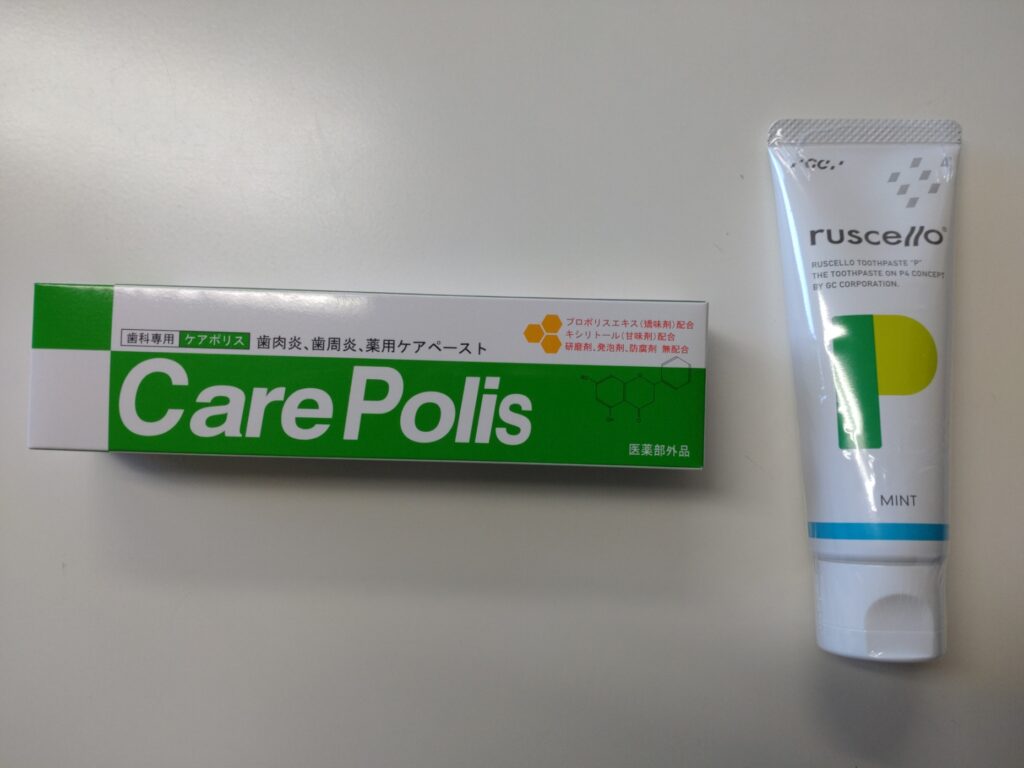 歯科専用 ケアポリス 歯肉炎、歯周炎、薬用ケアペースト
プロポリスエキス(矯味剤)配合
キシリトール(甘味剤)配合
研磨剤、発泡剤、防腐剤 無配合
CarePolis
医薬部外品
GC
ruscello
RUSCELLO TOOTHPASTE "P"
THE TOOTHPASTE ON P4 CONCEPT
BY GC CORPORATION.
P
MINT